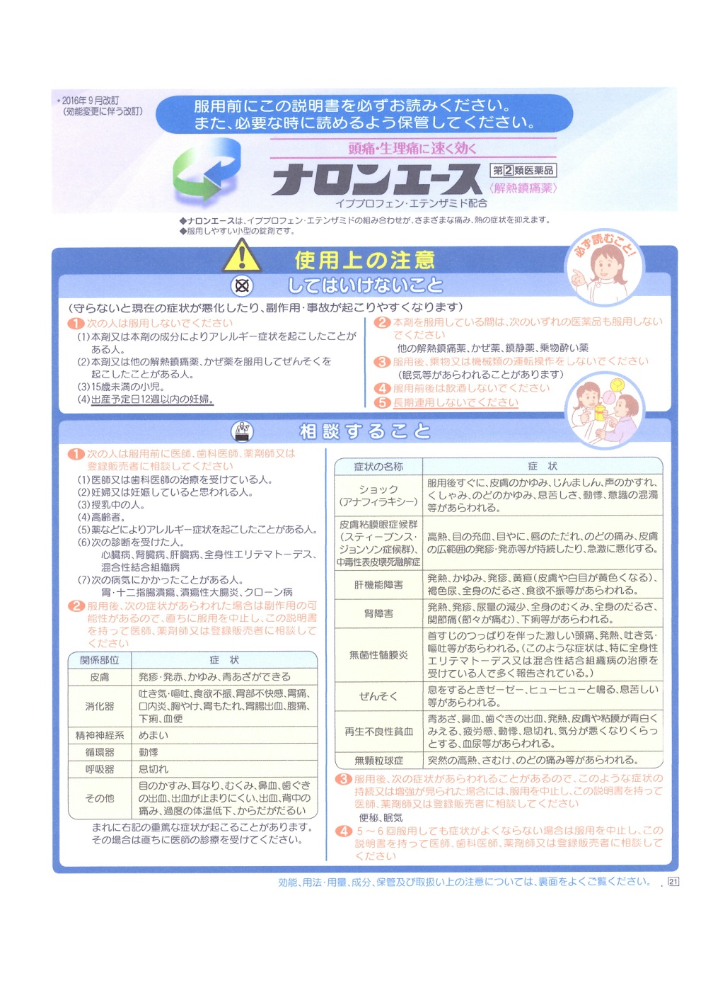 ・2016年9月改訂
(効能変更に伴う改訂)
服用前にこの説明書を必ずお読みください。
また、必要な時に読めるよう保管してください。
頭痛・生理痛に速く効く
ナロンエース
第②類医薬品
〈解熱鎮痛薬〉
イブプロフェン・エテンザミド配合
◆ナロンエースは、イブプロフェン・エテンザミドの組み合わせが、さまざまな痛み、熱の症状を抑えます。
◆服用しやすい小型の錠剤です。
使用上の注意
必ず読むこと!
してはいけないこと
(守らないと現在の症状が悪化したり、副作用・事故が起こりやすくなります)
1 次の人は服用しないでください
(1)本剤又は本剤の成分によりアレルギー症状を起こしたことが
ある人。
(2)本剤又は他の解熱鎮痛薬、かぜ薬を服用してぜんそくを
起こしたことがある人。
(3)15歳未満の小児。
(4)出産予定日12週以内の妊婦。
2 本剤を服用している間は、次のいずれの医薬品も服用しない
でください
他の解熱鎮痛薬、かぜ薬、鎮静薬、乗物酔い薬
3 服用後、乗物又は機械類の運転操作をしないでください
(眠気等があらわれることがあります)
4 服用前後は飲酒しないでください
5 長期連用しないでください
相談すること
1 次の人は服用前に医師、歯科医師、薬剤師又は
登録販売者に相談してください
(1)医師又は歯科医師の治療を受けている人。
(2)妊婦又は妊娠していると思われる人。
(3)授乳中の人。
(4)高齢者。
(5)薬などによりアレルギー症状を起こしたことがある人。
(6)次の診断を受けた人。
心臓病、腎臓病、肝臓病、全身性エリテマトーデス、
混合性結合組織病
(7)次の病気にかかったことがある人。
胃・十二指腸潰瘍、潰瘍性大腸炎、クローン病
2 服用後、次の症状があらわれた場合は副作用の可
能性があるので、直ちに服用を中止し、この説明書
を持って医師、薬剤師又は登録販売者に相談して
ください
関係部位 症 状
皮膚 発疹・発赤、かゆみ、青あざができる
消化器 吐き気・嘔吐、食欲不振、胃部不快感、胃痛、
口内炎、胸やけ、胃もたれ、胃腸出血、腹痛、
下痢、血便
精神神経系 めまい
循環器 動悸
呼吸器 息切れ
その他 目のかすみ、耳なり、むくみ、鼻血、歯ぐき
の出血、出血が止まりにくい、出血、背中の
痛み、過度の体温低下、からだがだるい
まれに右記の重篤な症状が起こることがあります。
その場合は直ちに医師の診療を受けてください。
症状の名称 症 状
ショック
(アナフィラキシー)
服用後すぐに、皮膚のかゆみ、じんましん、声のかすれ、
くしゃみ、のどのかゆみ、息苦しさ、動悸、意識の混濁
等があらわれる。
皮膚粘膜眼症候群
(スティーブンス・
ジョンソン症候群)、
中毒性表皮壊死融解症
高熱、目の充血、目やに、唇のただれ、のどの痛み、皮膚
の広範囲の発疹・発赤等が持続したり、急激に悪化する。
肝機能障害 発熱、かゆみ、発疹、黄疸(皮膚や白目が黄色くなる)、
褐色尿、全身のだるさ、食欲不振等があらわれる。
腎障害 発熱、発疹、尿量の減少、全身のむくみ、全身のだるさ、
関節痛(節々が痛む)、下痢等があらわれる。
無菌性髄膜炎 首すじのつっぱりを伴った激しい頭痛、発熱、吐き気・
嘔吐等があらわれる。(このような症状は、特に全身性
エリテマトーデス又は混合性結合組織病の治療を
受けている人で多く報告されている。)
ぜんそく 息をするときゼーゼー、ヒューヒューと鳴る、息苦しい
等があらわれる。
再生不良性貧血 青あざ、鼻血、歯ぐきの出血、発熱、皮膚や粘膜が青白く
みえる、疲労感、動悸、息切れ、気分が悪くなりくらっ
とする、血尿等があらわれる。
無顆粒球症 突然の高熱、さむけ、のどの痛み等があらわれる。
3 服用後、次の症状があらわれることがあるので、このような症状の
持続又は増強が見られた場合には、服用を中止し、この説明書を持って
医師、薬剤師又は登録販売者に相談してください
便秘、眠気
4 5～6回服用しても症状がよくならない場合は服用を中止し、この
説明書を持って医師、歯科医師、薬剤師又は登録販売者に相談して
ください
効能、用法・用量、成分、保管及び取扱い上の注意については、裏面をよくご覧ください。 . 21